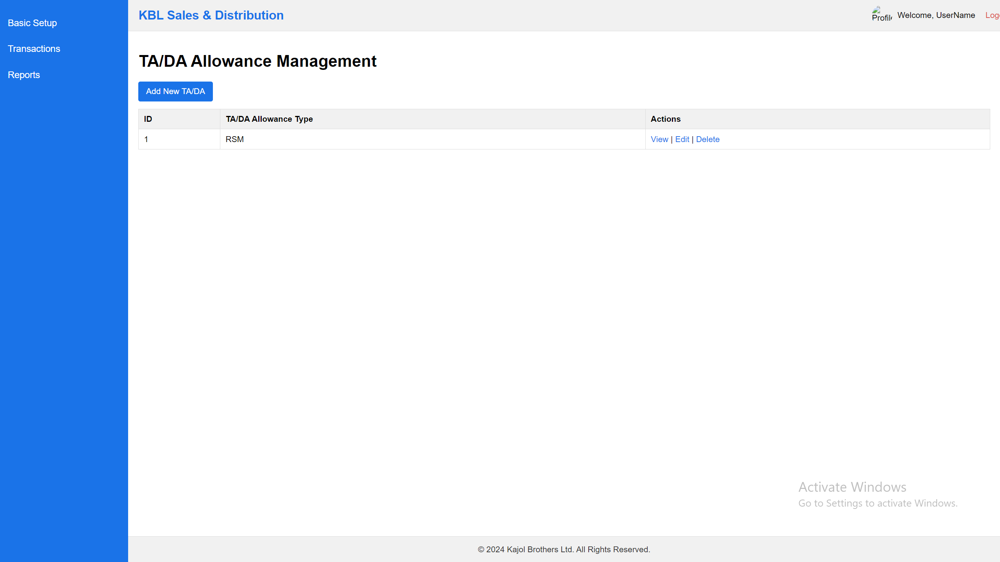 Basic Setup
Transactions
Reports
KBL Sales & Distribution
Welcome, UserName
TA/DA Allowance Management
Add New TA/DA
ID TA/DA Allowance Type Actions
1 RSM View | Edit | Delete
Activate Windows
Go to Settings to activate Windows.
© 2024 Kajol Brothers Ltd. All Rights Reserved.